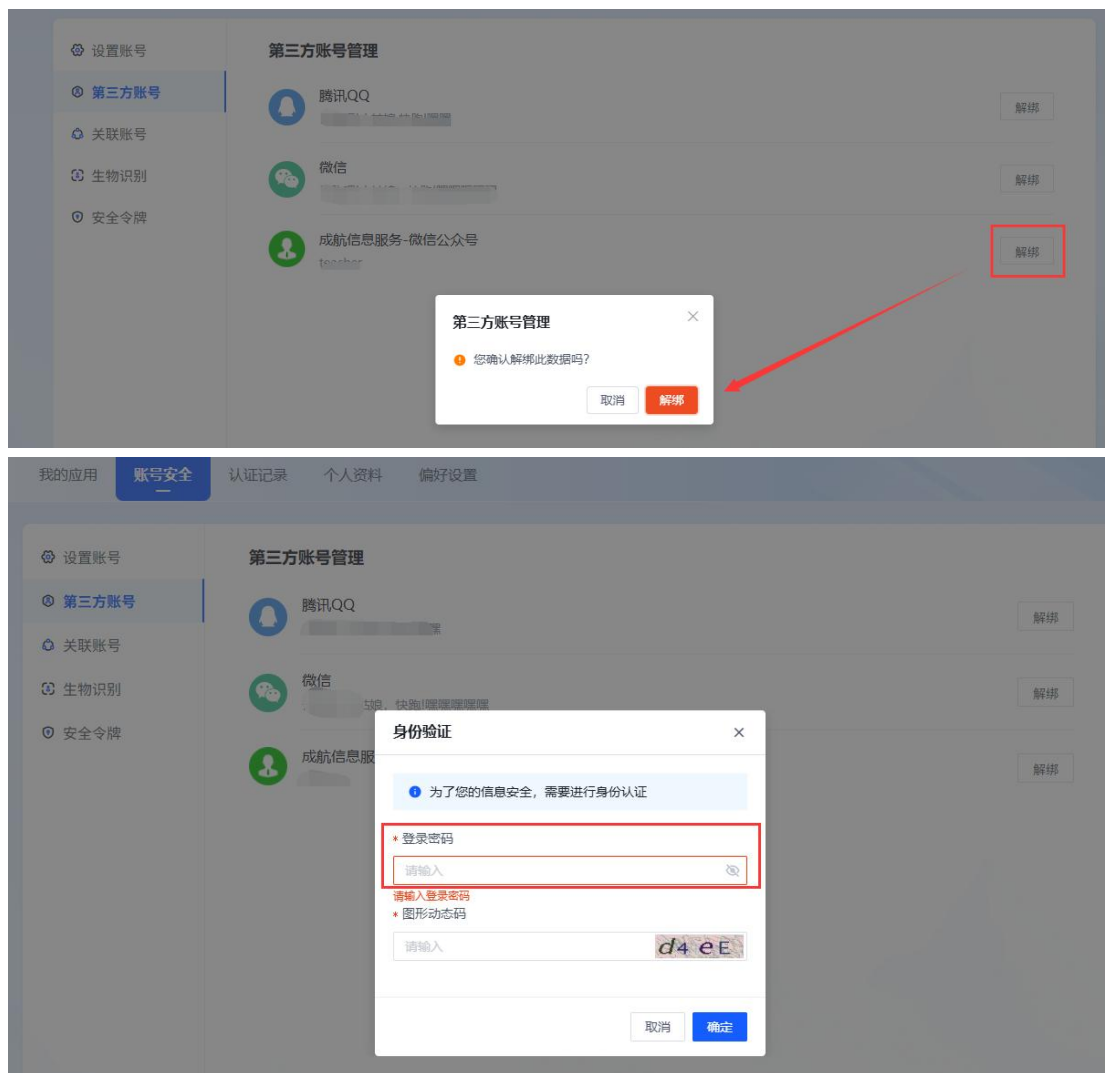 设置账号
第三方账号
关联账号
生物识别
安全令牌
第三方账号管理
腾讯QQ
解绑
微信
解绑
成航信息服务-微信公众号
解绑
第三方账号管理
您确认解绑此数据吗？
取消
解绑
我的应用
账号安全
认证记录
个人资料
偏好设置
设置账号
第三方账号
关联账号
生物识别
安全令牌
第三方账号管理
腾讯QQ
解绑
微信
快跑!嘿嘿嘿嘿嘿
解绑
成航信息服
解绑
身份验证
为了您的信息安全，需要进行身份认证
* 登录密码
请输入
请输入登录密码
* 图形动态码
请输入
d4eE
取消
确定